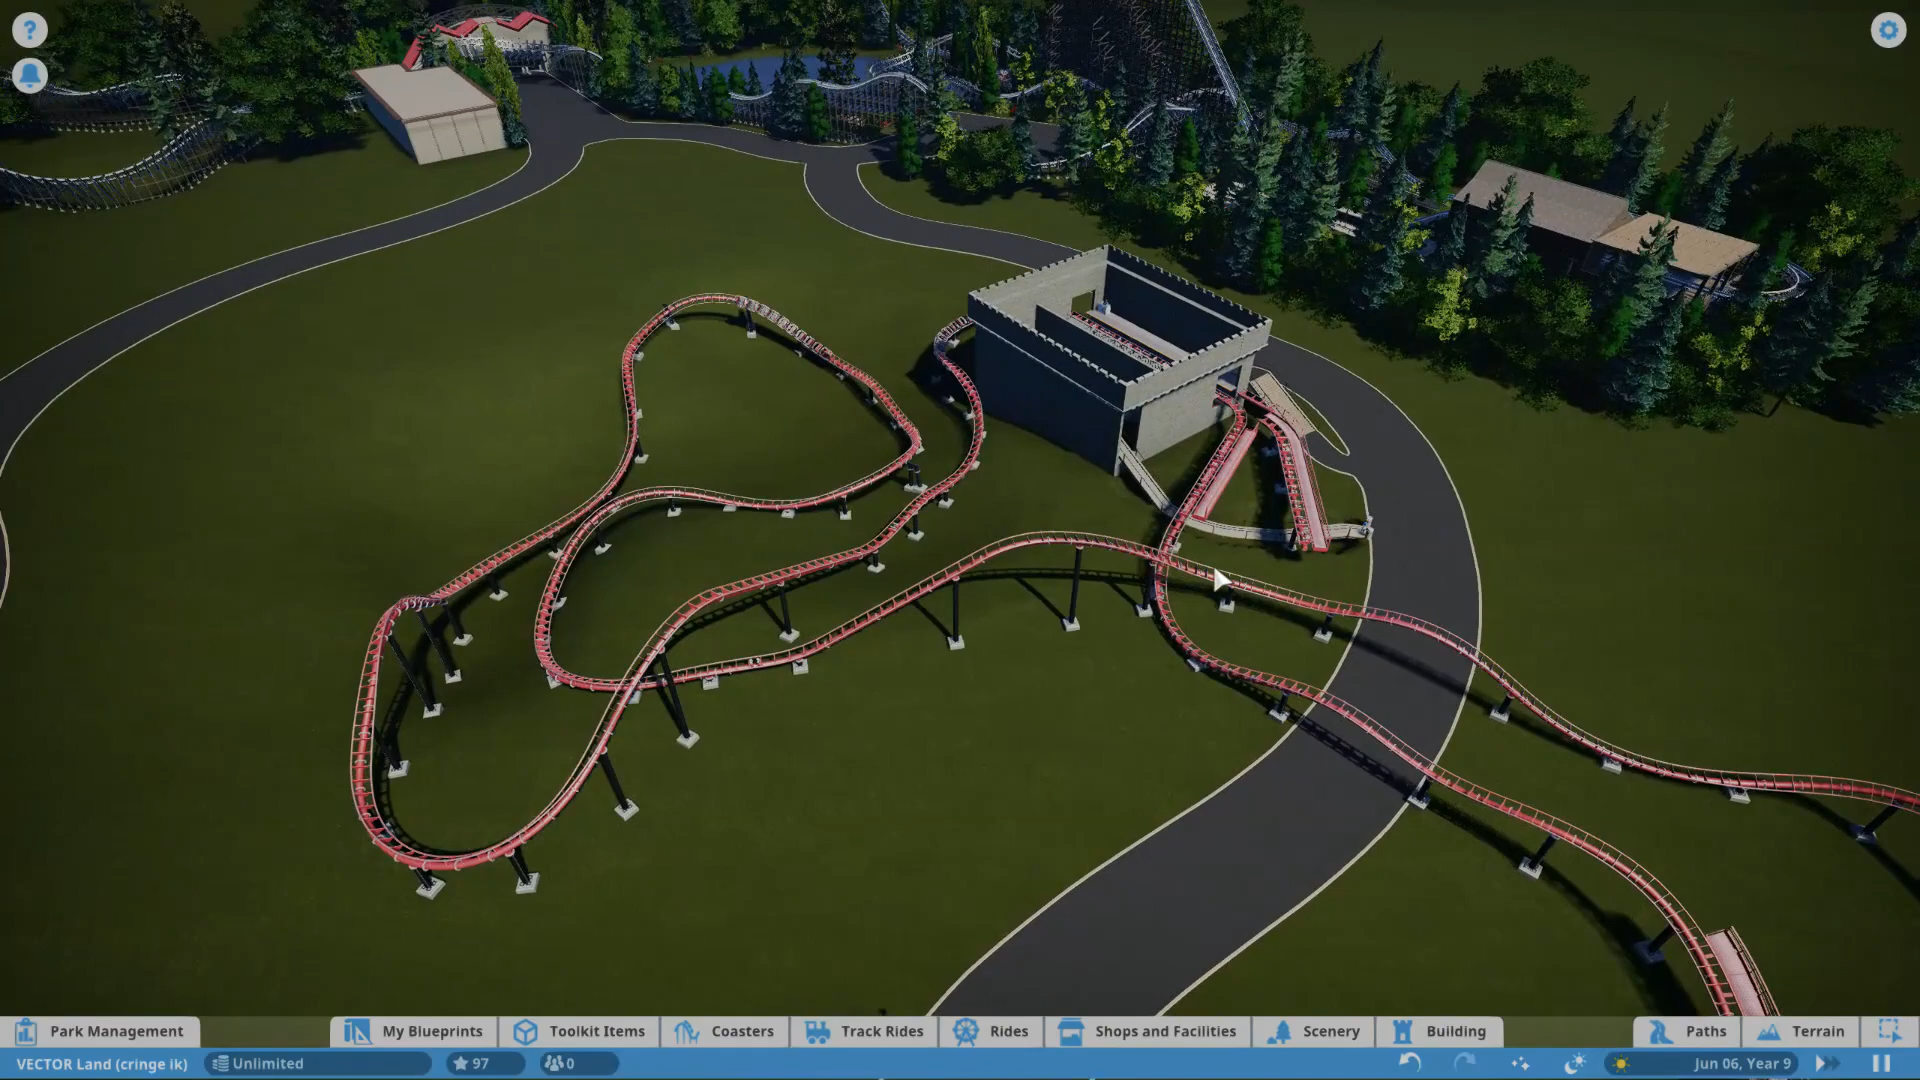 ?
Park Management
My Blueprints
Toolkit Items
Coasters
Track Rides
Rides
Shops and Facilities
Scenery
Building
Paths
Terrain
VECTOR Land (cringe ik)
Unlimited
97
0
Jun 06, Year 9